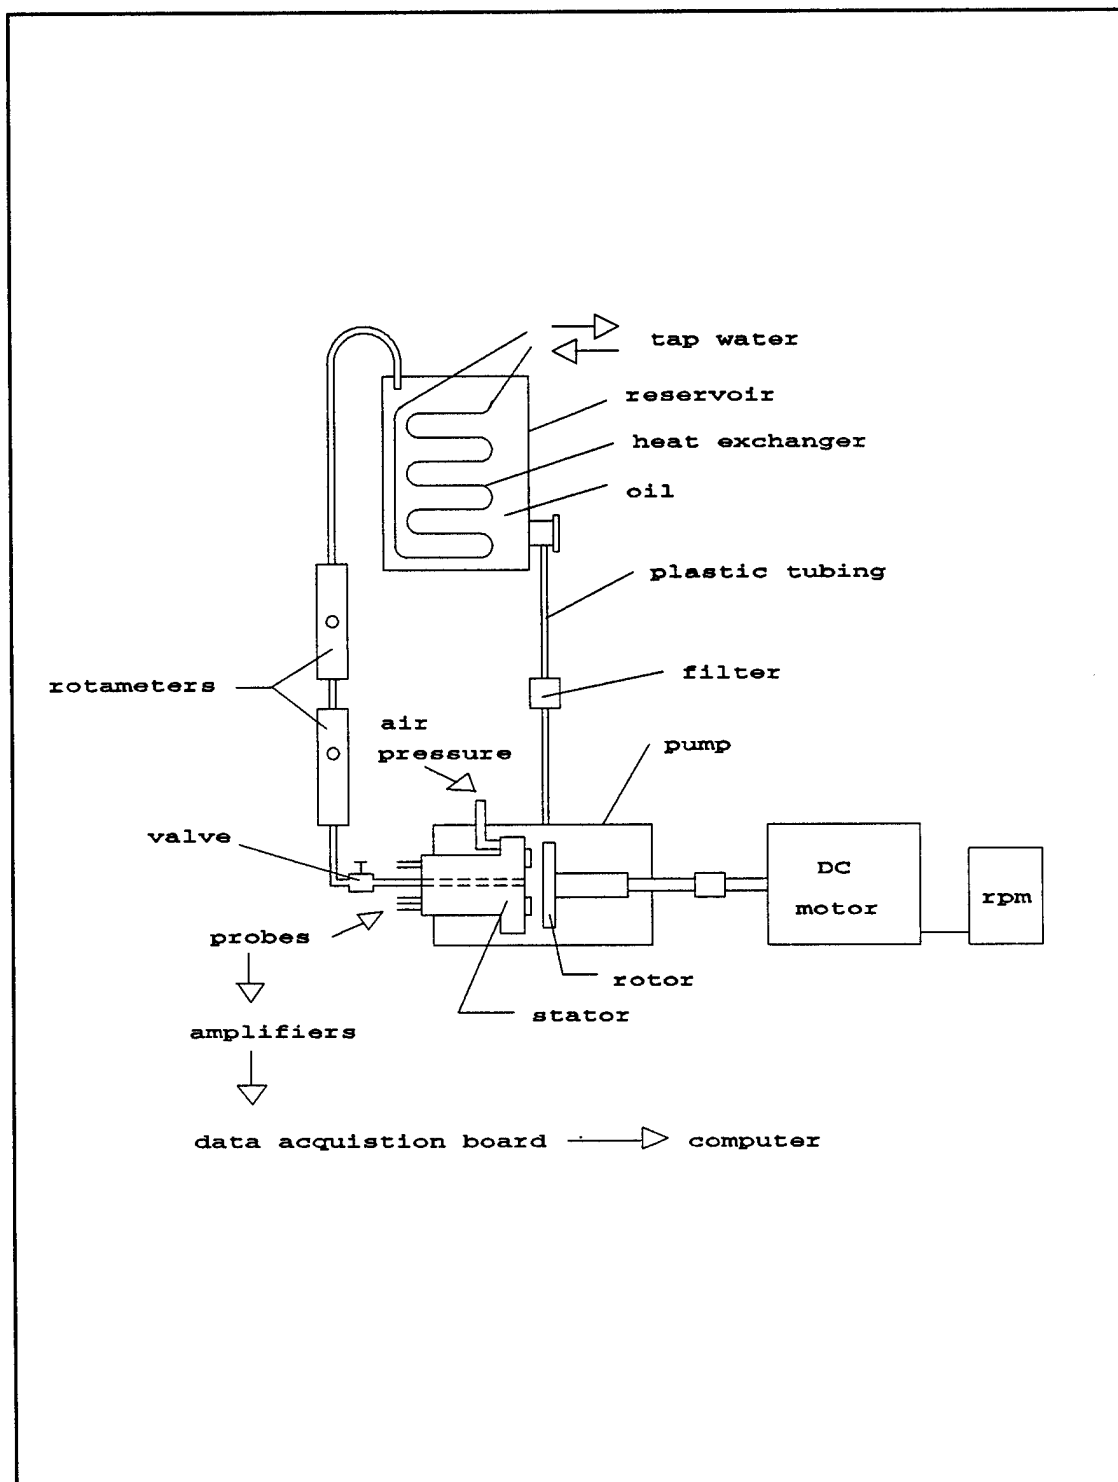 tap water
reservoir
heat exchanger
oil
plastic tubing
filter
rotameters
air
pressure
pump
valve
DC
motor
rpm
probes
rotor
stator
amplifiers
data acquistion board
computer